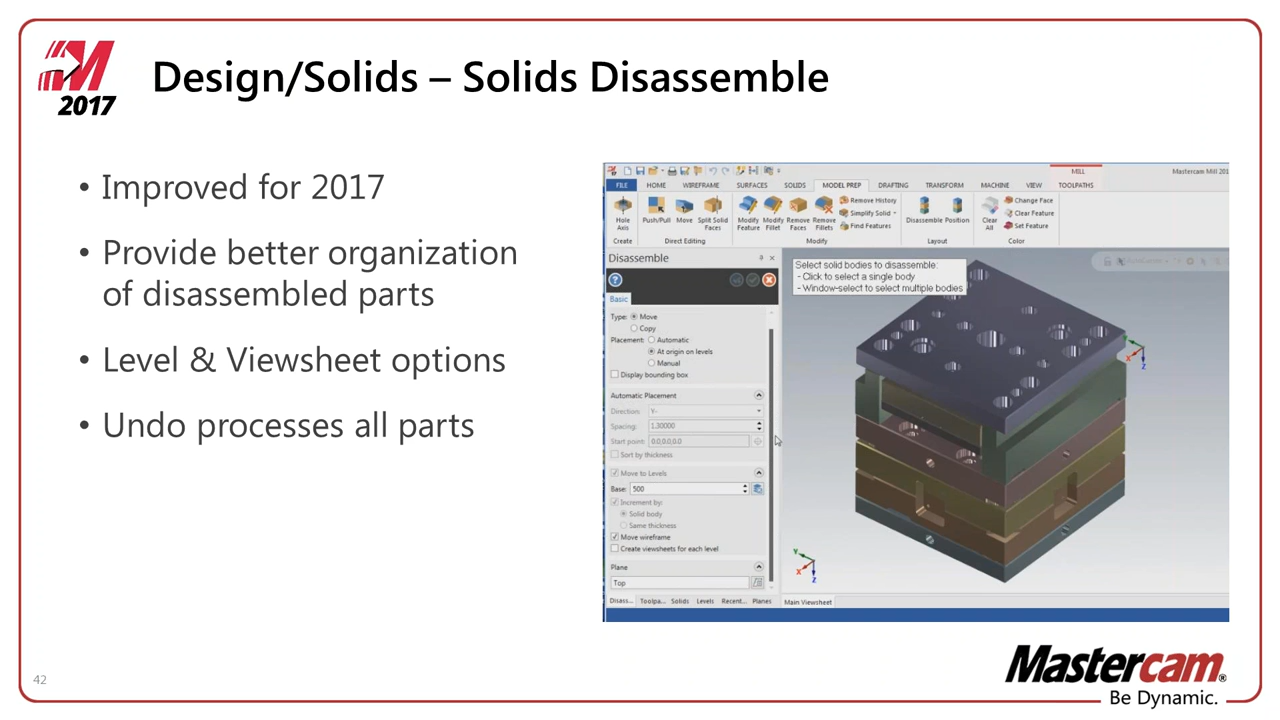 2017
Design/Solids – Solids Disassemble
• Improved for 2017
• Provide better organization
of disassembled parts
• Level & Viewsheet options
• Undo processes all parts
MILL
Mastercam Mill 201
FILE HOME WIREFRAME SURFACES SOLIDS MODEL PREP DRAFTING TRANSFORM MACHINE VIEW TOOLPATHS
Hole Axis
Push/Pull Move Split Solid Faces
Modify Feature Modify Fillet Remove Faces Remove Fillets
Remove History
Simplify Solid
Find Features
Disassemble Position
Clear All
Change Face
Clear Feature
Set Feature
Create Direct Editing Modify Layout Color
Disassemble
Basic
Type: Move
Copy
Placement: Automatic
At origin on levels
Manual
Display bounding box
Automatic Placement
Direction: Y-
Spacing: 1.30000
Start point: 0.0,0.0,0.0
Sort by thickness
Move to Levels
Base: 500
Increment by:
Solid body
Same thickness
Move wireframe
Create viewsheets for each level
Plane
Top
Disass... Toolpa... Solids Levels Recent... Planes
Select solid bodies to disassemble:
- Click to select a single body
- Window-select to select multiple bodies
X
Z
Y
X
Z
Main Viewsheet
42
Mastercam®
Be Dynamic.